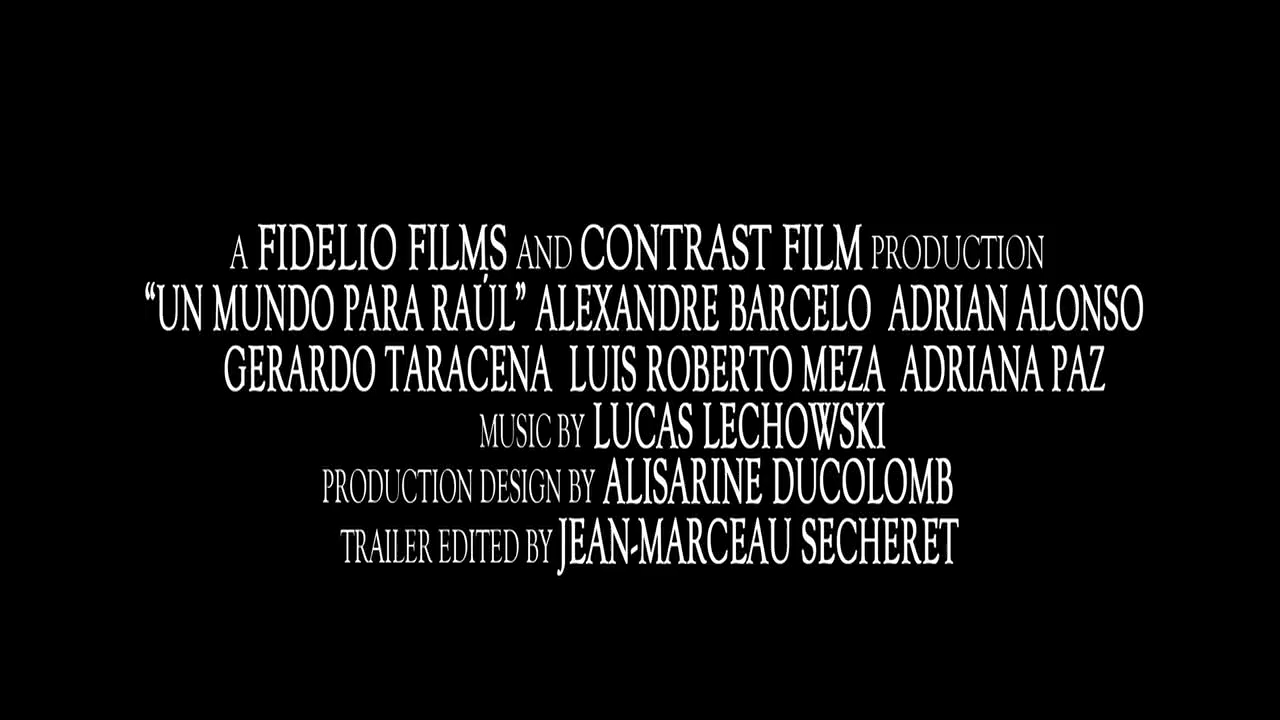 A FIDELIO FILMS AND CONTRAST FILM PRODUCTION
“UN MUNDO PARA RAÚL” ALEXANDRE BARCELO ADRIAN ALONSO
GERARDO TARACENA LUIS ROBERTO MEZA ADRIANA PAZ
MUSIC BY LUCAS LECHOWSKI
PRODUCTION DESIGN BY ALISARINE DUCOLOMB
TRAILER EDITED BY JEAN-MARCEAU SECHERET